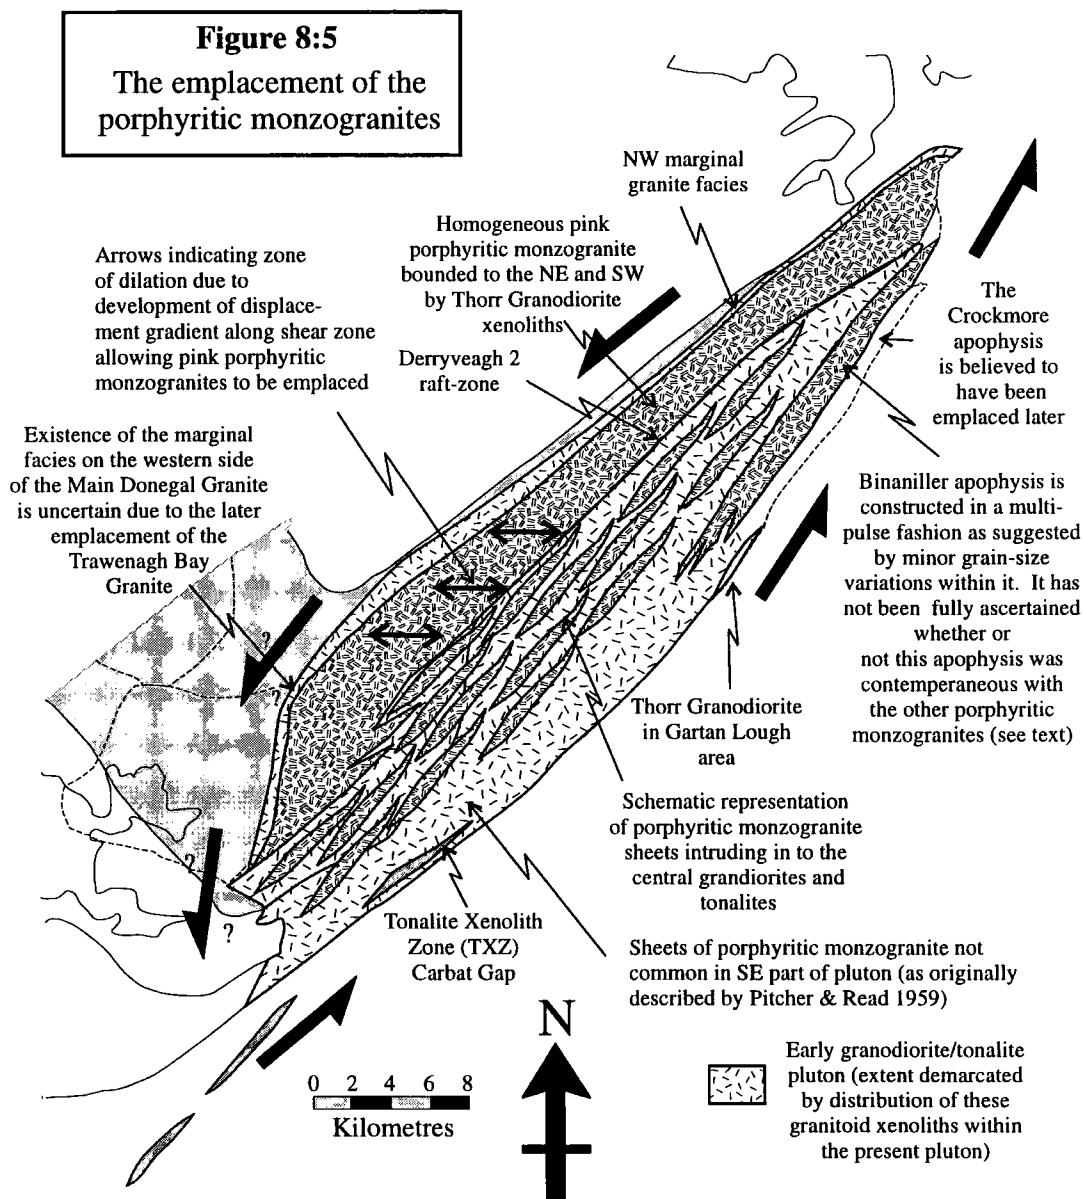 Figure 8:5
The emplacement of the
porphyritic monzogranites
NW marginal
granite facies
Homogeneous pink
porphyritic monzogranite
bounded to the NE and SW
by Thorr Granodiorite
xenoliths
Arrows indicating zone
of dilation due to
development of displace-
ment gradient along shear zone
allowing pink porphyritic
monzogranites to be emplaced
Derryveagh 2
raft-zone
The
Crockmore
apophysis
is believed to
have been
emplaced later
Existence of the marginal
facies on the western side
of the Main Donegal Granite
is uncertain due to the later
emplacement of the
Trawenagh Bay
Granite
Binaniller apophysis is
constructed in a multi-
pulse fashion as suggested
by minor grain-size
variations within it. It has
not been fully ascertained
whether or
not this apophysis was
contemperaneous with
the other porphyritic
monzogranites (see text)
?
?
?
?
Thorr Granodiorite
in Gartan Lough
area
Schematic representation
of porphyritic monzogranite
sheets intruding in to the
central grandiorites and
tonalites
Tonalite Xenolith
Zone (TXZ)
Carbat Gap
Sheets of porphyritic monzogranite not
common in SE part of pluton (as originally
described by Pitcher & Read 1959)
N
0 2 4 6 8
Kilometres
Early granodiorite/tonalite
pluton (extent demarcated
by distribution of these
granitoid xenoliths within
the present pluton)